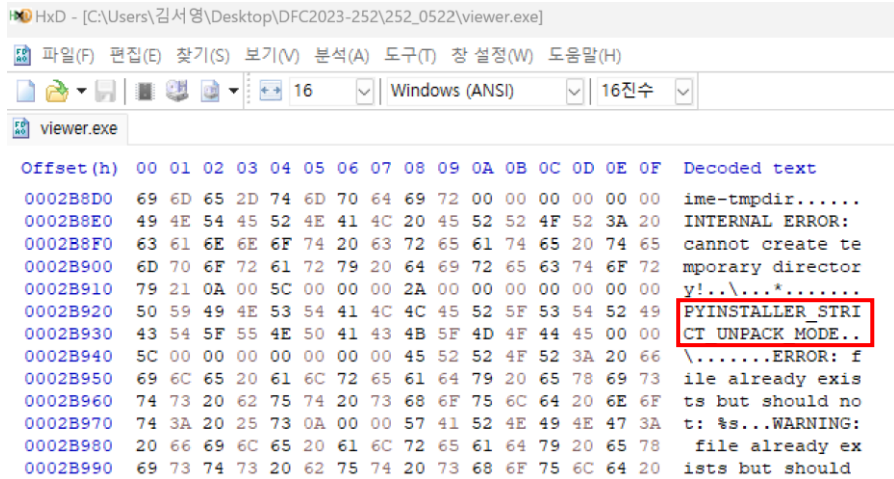 HxD - [C:\Users\김서영\Desktop\DFC2023-252\252_0522\viewer.exe]
파일(F) 편집(E) 찾기(S) 보기(V) 분석(A) 도구(T) 창 설정(W) 도움말(H)
16 Windows (ANSI) 16진수
viewer.exe
Offset(h) 00 01 02 03 04 05 06 07 08 09 0A 0B 0C 0D 0E 0F Decoded text
0002B8D0 69 6D 65 2D 74 6D 70 64 69 72 00 00 00 00 00 00 ime-tmpdir......
0002B8E0 49 4E 54 45 52 4E 41 4C 20 45 52 52 4F 52 3A 20 INTERNAL ERROR:
0002B8F0 63 61 6E 6E 6F 74 20 63 72 65 61 74 65 20 74 65 cannot create te
0002B900 6D 70 6F 72 61 72 79 20 64 69 72 65 63 74 6F 72 mporary director
0002B910 79 21 0A 00 5C 00 00 00 2A 00 00 00 00 00 00 00 y!..\...*.......
0002B920 50 59 49 4E 53 54 41 4C 4C 45 52 5F 53 54 52 49 PYINSTALLER_STRI
0002B930 43 54 5F 55 4E 50 41 43 4B 5F 4D 4F 44 45 00 00 CT_UNPACK_MODE..
0002B940 5C 00 00 00 00 00 00 00 45 52 52 4F 52 3A 20 66 \.......ERROR: f
0002B950 69 6C 65 20 61 6C 72 65 61 64 79 20 65 78 69 73 ile already exis
0002B960 74 73 20 62 75 74 20 73 68 6F 75 6C 64 20 6E 6F ts but should no
0002B970 74 3A 20 25 73 0A 00 00 57 41 52 4E 49 4E 47 3A t: %s...WARNING:
0002B980 20 66 69 6C 65 20 61 6C 72 65 61 64 79 20 65 78 file already ex
0002B990 69 73 74 73 20 62 75 74 20 73 68 6F 75 6C 64 20 ists but should